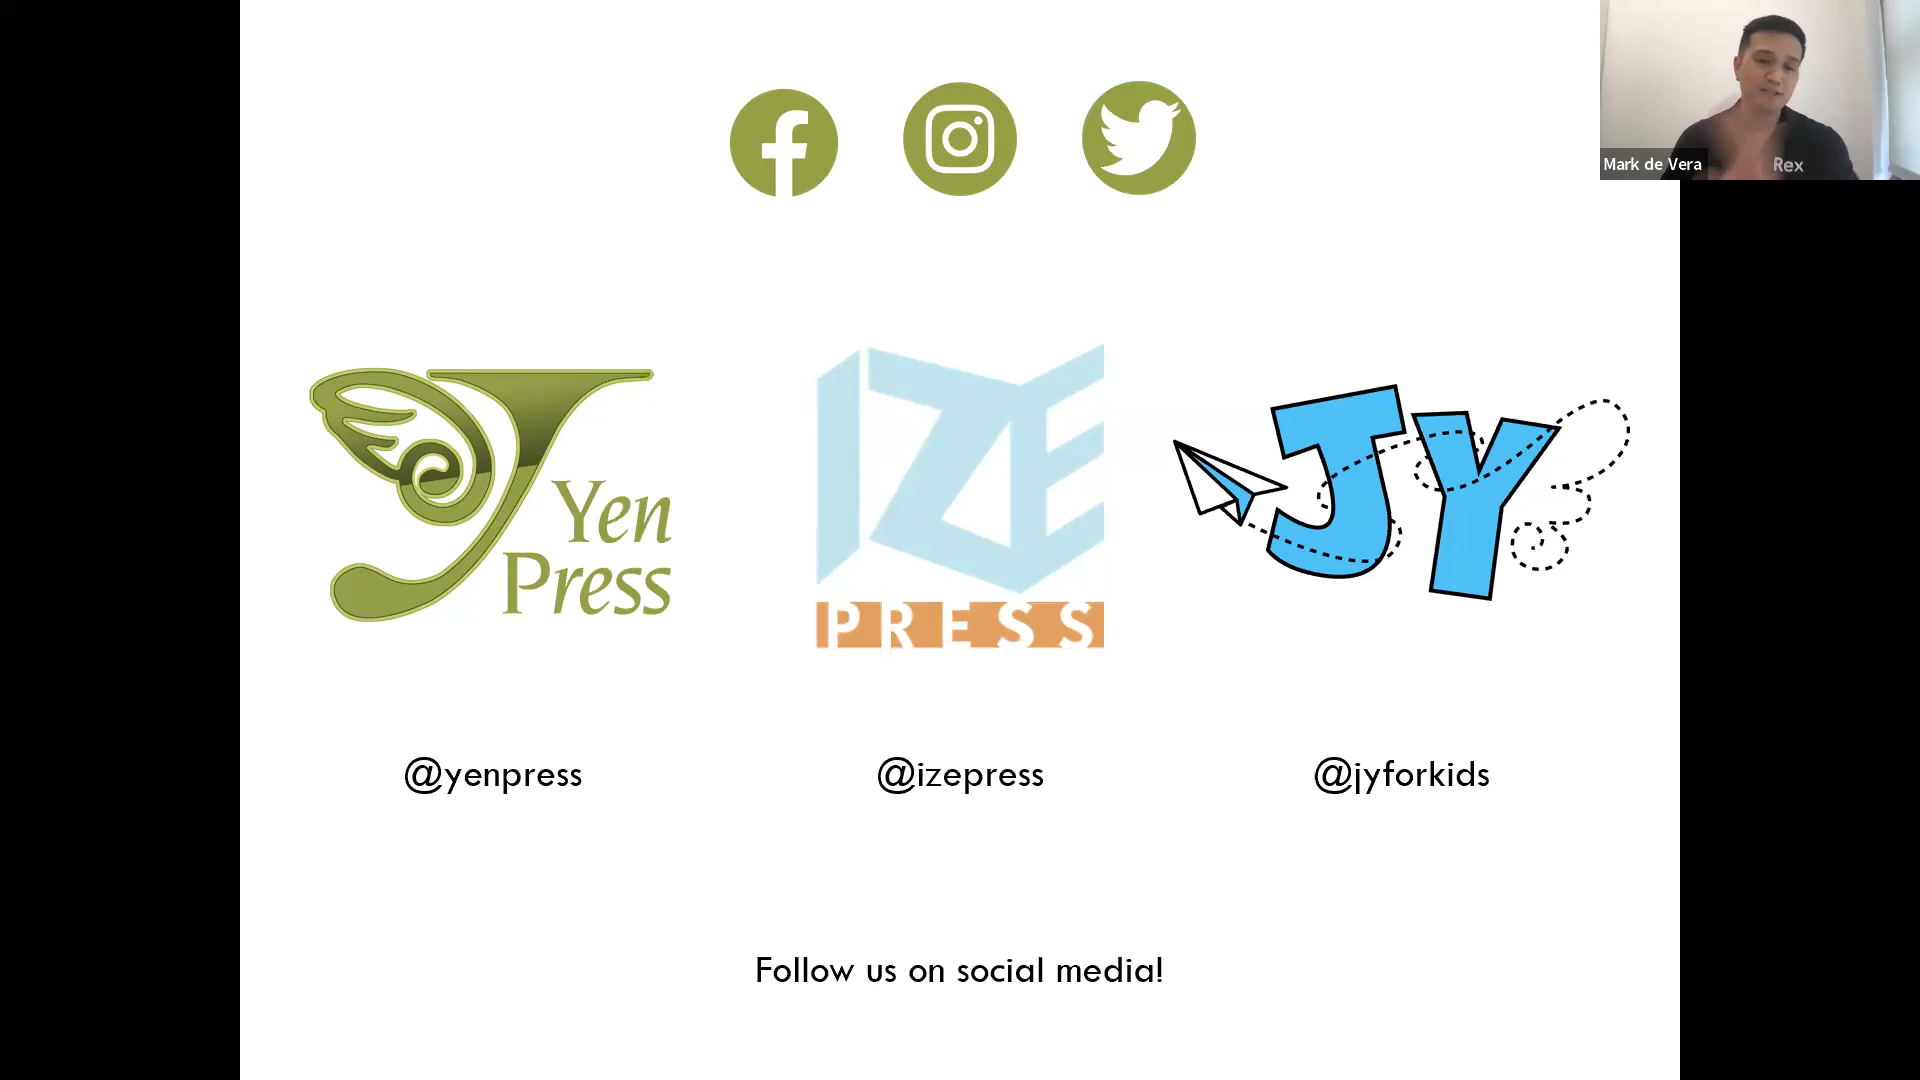 Mark de Vera
Rex
Yen
Press
IZE
PRESS
JY
@yenpress
@izepress
@jyforkids
Follow us on social media!